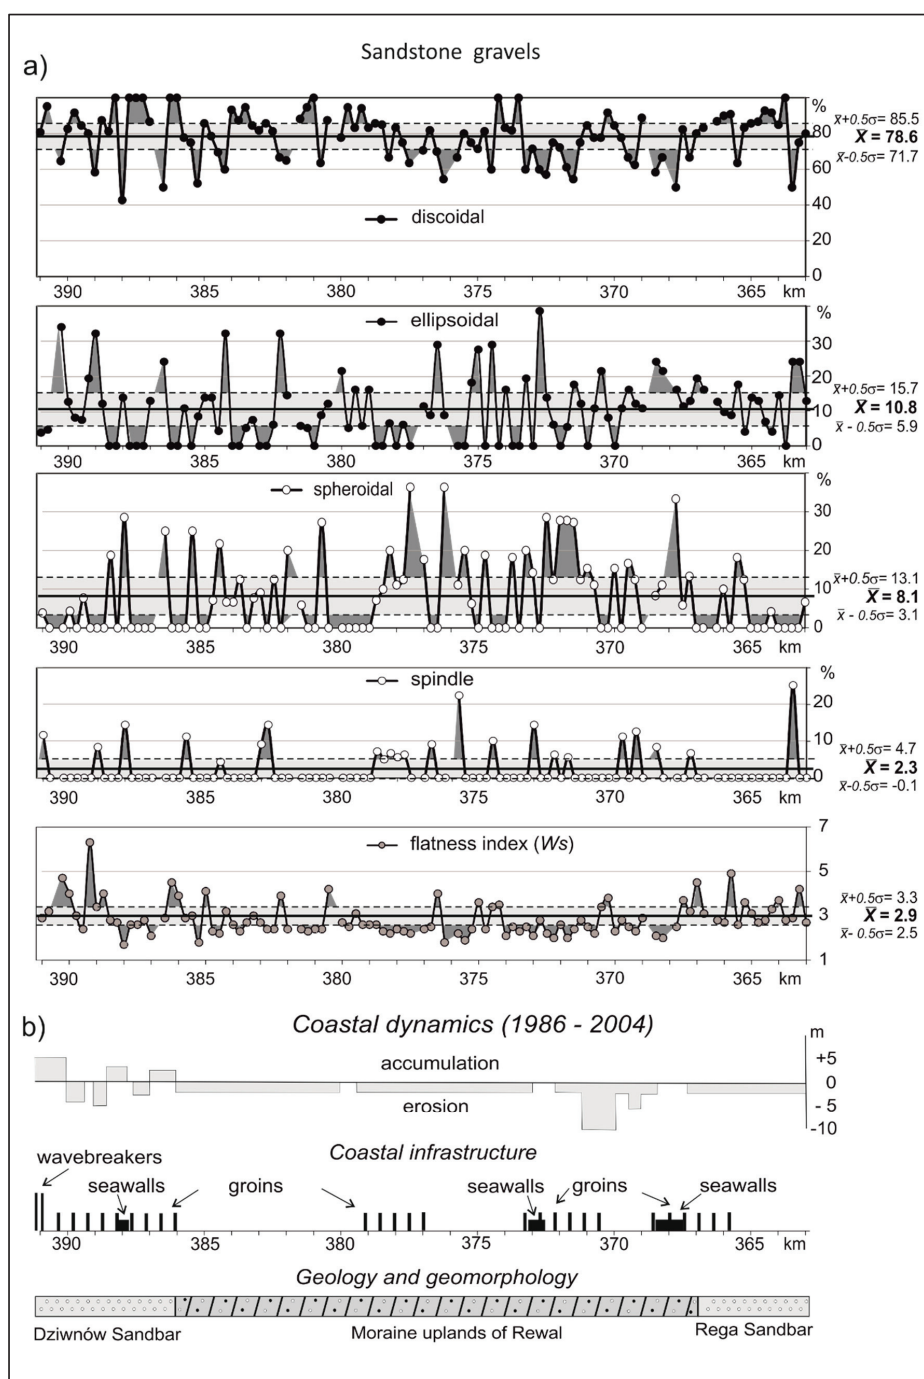 Sandstone gravels
a)
%
x̄+0.5σ= 85.5
80
X̄ = 78.6
x̄-0.5σ= 71.7
60
40
discoidal
20
0
390 385 380 375 370 365 km
%
ellipsoidal
30
20
x̄+0.5σ= 15.7
10
X̄ = 10.8
x̄ - 0.5σ= 5.9
0
390 385 380 375 370 365 km
%
spheroidal
30
20
x̄+0.5σ= 13.1
10
X̄ = 8.1
x̄ - 0.5σ= 3.1
0
390 385 380 375 370 365 km
%
spindle
20
10
x̄+0.5σ= 4.7
X̄ = 2.3
0
x̄-0.5σ= -0.1
390 385 380 375 370 365 km
7
flatness index (Ws)
5
x̄+0.5σ= 3.3
3
X̄ = 2.9
x̄- 0.5σ= 2.5
1
390 385 380 375 370 365 km
b)
Coastal dynamics (1986 - 2004)
m
accumulation
+5
0
erosion
- 5
-10
Coastal infrastructure
wavebreakers
seawalls groins seawalls groins seawalls
390 385 380 375 370 365 km
Geology and geomorphology
Dziwnów Sandbar Moraine uplands of Rewal Rega Sandbar